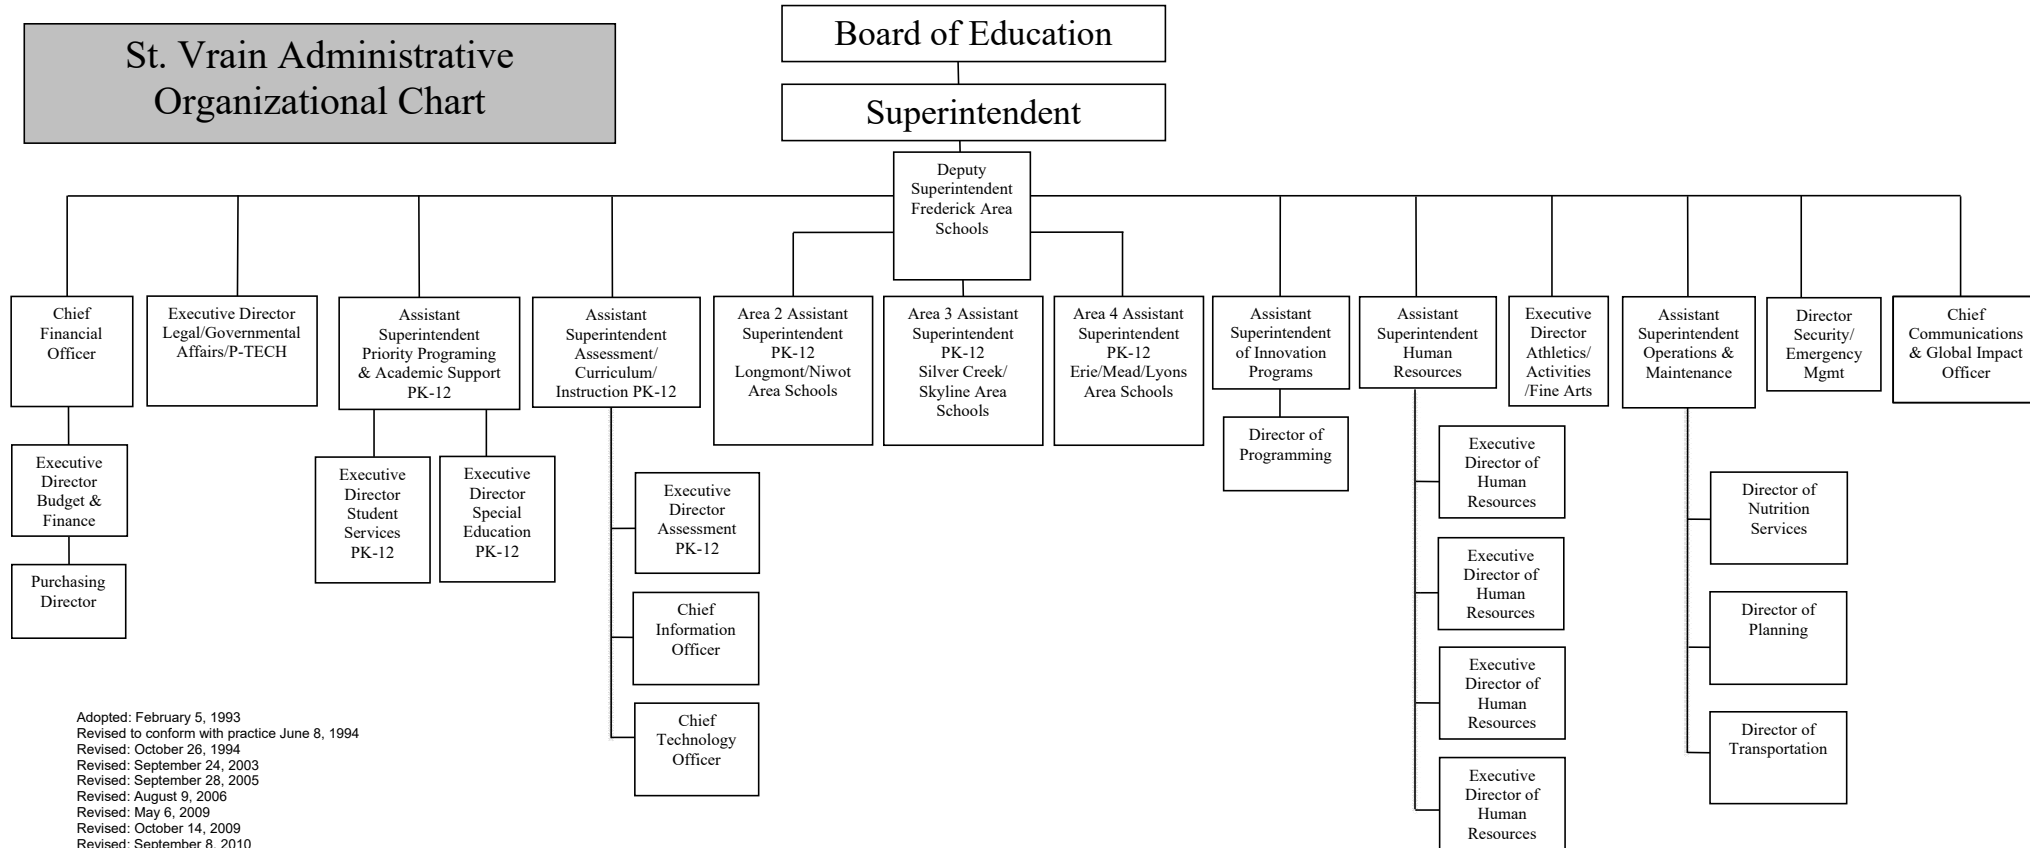 St. Vrain Administrative
Organizational Chart
Board of Education
Superintendent
Deputy
Superintendent
Frederick Area
Schools
Chief
Financial
Officer
Executive Director
Legal/Governmental
Affairs/P-TECH
Assistant
Superintendent
Priority Programing
& Academic Support
PK-12
Assistant
Superintendent
Assessment/
Curriculum/
Instruction PK-12
Area 2 Assistant
Superintendent
PK-12
Longmont/Niwot
Area Schools
Area 3 Assistant
Superintendent
PK-12
Silver Creek/
Skyline Area
Schools
Area 4 Assistant
Superintendent
PK-12
Erie/Mead/Lyons
Area Schools
Assistant
Superintendent
of Innovation
Programs
Assistant
Superintendent
Human
Resources
Executive
Director
Athletics/
Activities
/Fine Arts
Assistant
Superintendent
Operations &
Maintenance
Director
Security/
Emergency
Mgmt
Chief
Communications
& Global Impact
Officer
Executive
Director
Budget &
Finance
Purchasing
Director
Executive
Director
Student
Services
PK-12
Executive
Director
Special
Education
PK-12
Executive
Director
Assessment
PK-12
Chief
Information
Officer
Chief
Technology
Officer
Director of
Programming
Executive
Director of
Human
Resources
Executive
Director of
Human
Resources
Executive
Director of
Human
Resources
Executive
Director of
Human
Resources
Director of
Nutrition
Services
Director of
Planning
Director of
Transportation
Adopted: February 5, 1993
Revised to conform with practice June 8, 1994
Revised: October 26, 1994
Revised: September 24, 2003
Revised: September 28, 2005
Revised: August 9, 2006
Revised: May 6, 2009
Revised: October 14, 2009
Revised: September 8, 2010